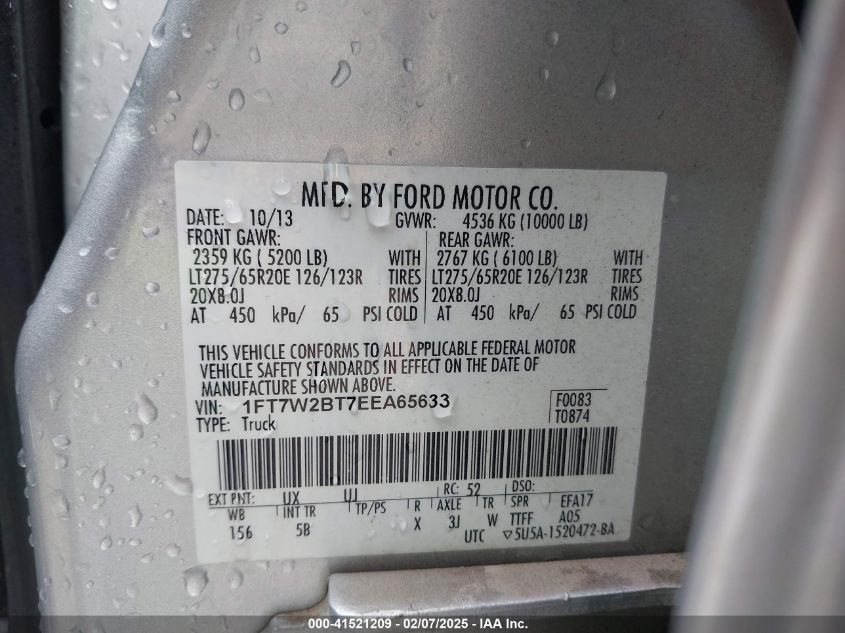 MFD. BY FORD MOTOR CO.
DATE: 10/13 GVWR: 4536 KG (10000 LB)
FRONT GAWR: REAR GAWR:
2359 KG ( 5200 LB) WITH 2767 KG ( 6100 LB) WITH
LT275/65R20E 126/123R TIRES LT275/65R20E 126/123R TIRES
20X8.0J RIMS 20X8.0J RIMS
AT 450 kPa/ 65 PSI COLD AT 450 kPa/ 65 PSI COLD
THIS VEHICLE CONFORMS TO ALL APPLICABLE FEDERAL MOTOR
VEHICLE SAFETY STANDARDS IN EFFECT ON THE DATE OF
MANUFACTURE SHOWN ABOVE.
VIN: 1FT7W2BT7EEA65633 F0083
TYPE: Truck T0874
EXT PNT: UX UJ RC: 52 DSO:
WB INT TR TP/PS R AXLE TR SPR EFA17
156 5B X 3J W TTFF A05
UTC ▽5U5A-1520472-BA
000-41521209 - 02/07/2025 - IAA Inc.